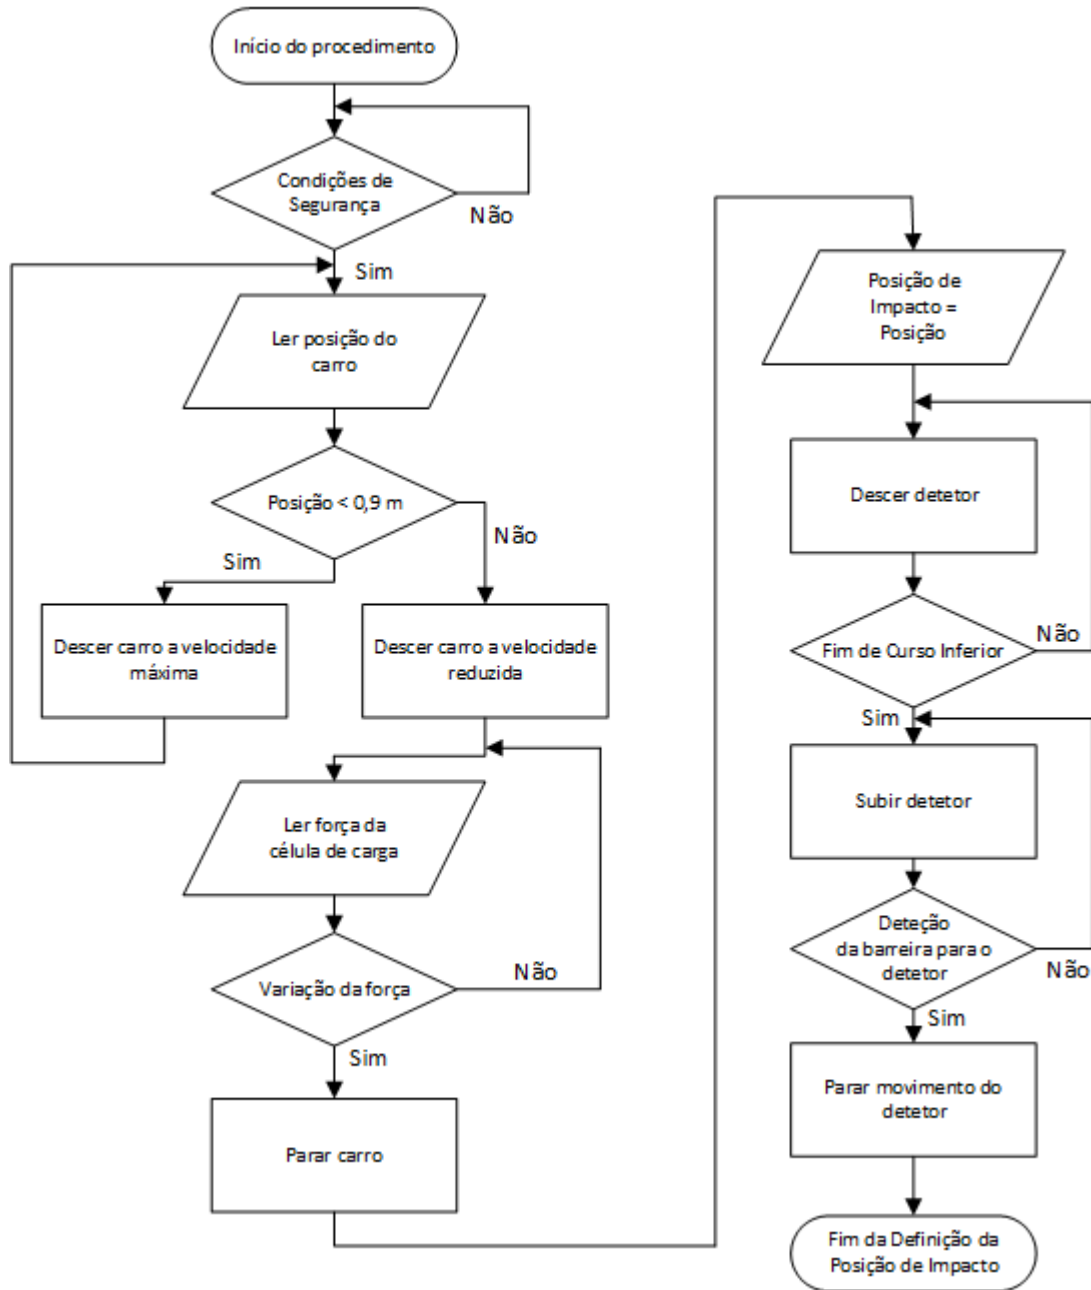 Início do procedimento
Condições de
Segurança
Não
Sim
Ler posição do
carro
Posição < 0,9 m
Não
Sim
Descer carro a velocidade
máxima
Descer carro a velocidade
reduzida
Ler força da
célula de carga
Variação da força
Não
Sim
Parar carro
Posição de
Impacto =
Posição
Descer detetor
Fim de Curso Inferior
Não
Sim
Subir detetor
Deteção
da barreira para o
detetor
Não
Sim
Parar movimento do
detetor
Fim da Definição da
Posição de Impacto